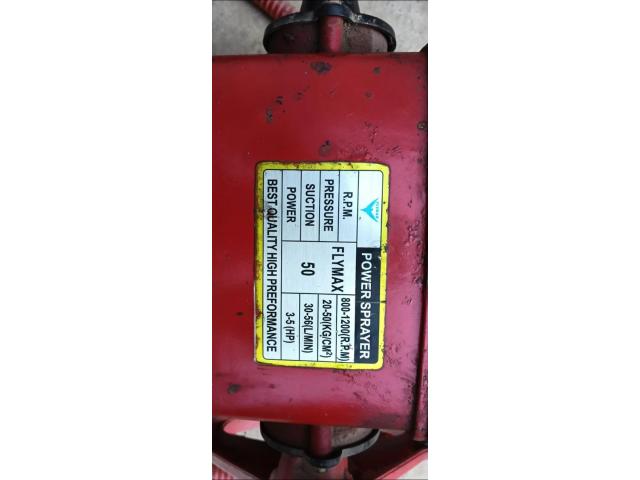 POWER SPRAYER
R.P.M. 800-1200(R.P.M)
PRESSURE FLYMAX 20-50(KG/CM²)
SUCTION 50 30-56(L/MIN)
POWER 3-5(HP)
BEST QUALITY HIGH PREFORMANCE